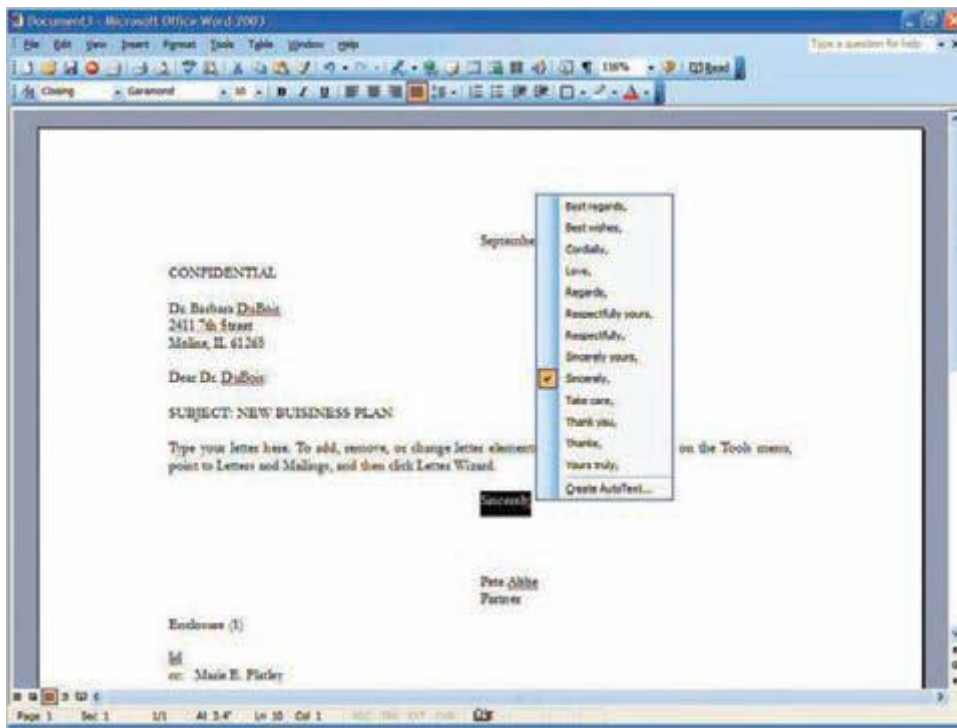 Document3 - Microsoft Office Word 2003
File Edit View Insert Format Tools Table Window Help
Type a question for help
116% Read
Closing Garamond 10 B I U
September
CONFIDENTIAL
Dr. Barbara DuBois
2411 7th Street
Moline, IL 61265
Dear Dr. DuBois:
SUBJECT: NEW BUISINESS PLAN
Type your letter here. To add, remove, or change letter element on the Tools menu,
point to Letters and Mailings, and then click Letter Wizard.
Sincerely,
Pete
Partner
Enclosure (1)
cc: Marie E.
Best regards,
Best wishes,
Cordially,
Love,
Regards,
Respectfully yours,
Respectfully,
Sincerely yours,
Sincerely,
Take care,
Thank you,
Thanks,
Yours truly,
Create AutoText...
Page 1 Sec 1 1/1 At 3.4" Ln 10 Col 1